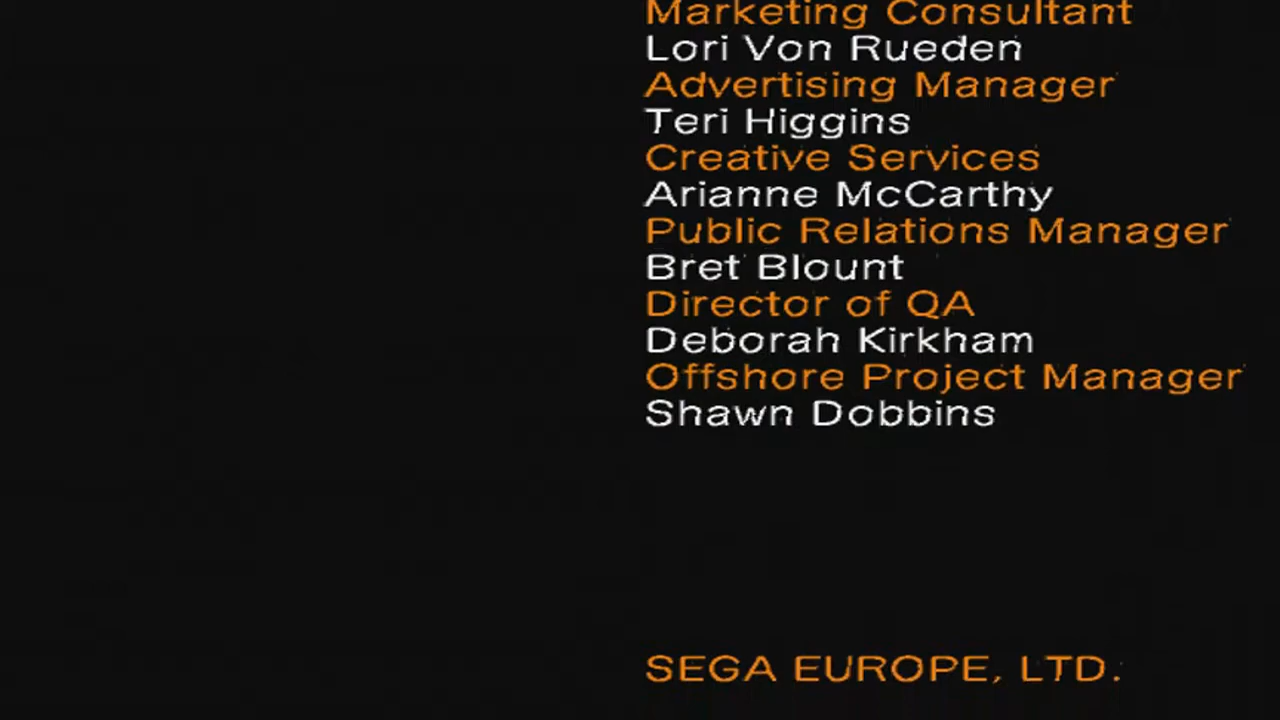 Marketing Consultant
Lori Von Rueden
Advertising Manager
Teri Higgins
Creative Services
Arianne McCarthy
Public Relations Manager
Bret Blount
Director of QA
Deborah Kirkham
Offshore Project Manager
Shawn Dobbins
SEGA EUROPE, LTD.